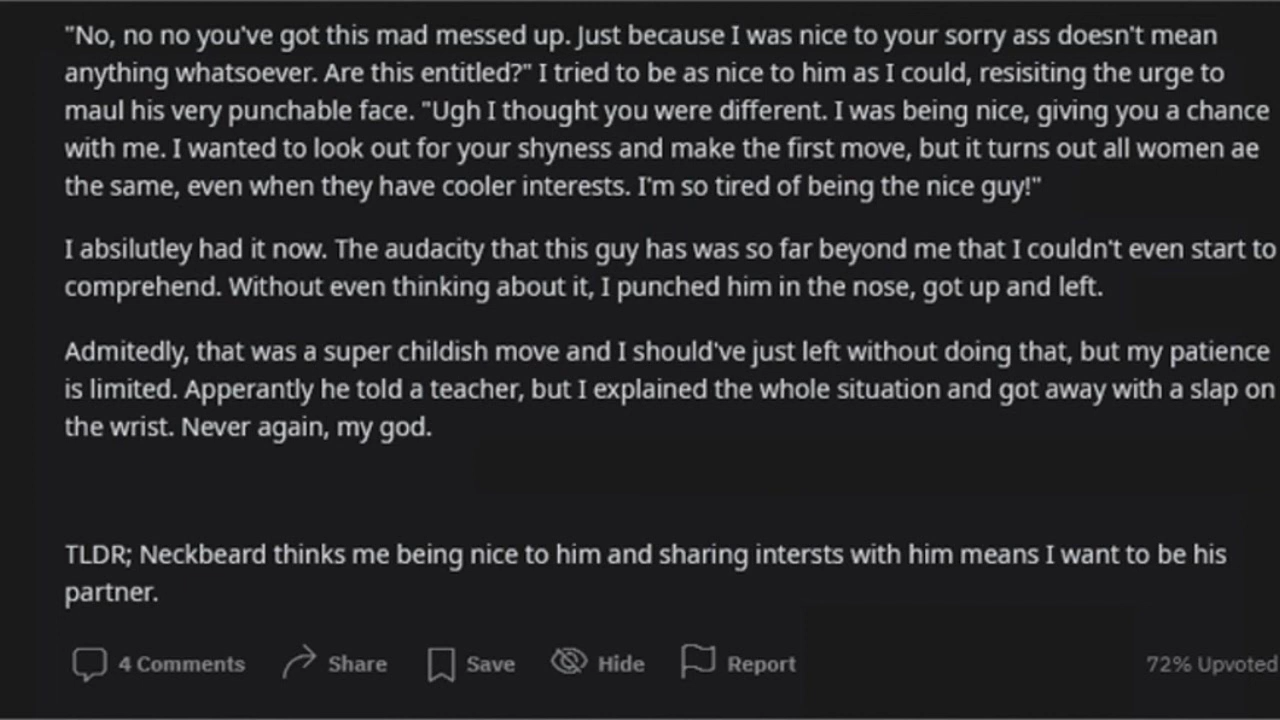 "No, no no you've got this mad messed up. Just because I was nice to your sorry ass doesn't mean
anything whatsoever. Are this entitled?" I tried to be as nice to him as I could, resisiting the urge to
maul his very punchable face. "Ugh I thought you were different. I was being nice, giving you a chance
with me. I wanted to look out for your shyness and make the first move, but it turns out all women ae
the same, even when they have cooler interests. I'm so tired of being the nice guy!"
I absilutley had it now. The audacity that this guy has was so far beyond me that I couldn't even start to
comprehend. Without even thinking about it, I punched him in the nose, got up and left.
Admitedly, that was a super childish move and I should've just left without doing that, but my patience
is limited. Apperantly he told a teacher, but I explained the whole situation and got away with a slap on
the wrist. Never again, my god.
TLDR; Neckbeard thinks me being nice to him and sharing intersts with him means I want to be his
partner.
4 Comments Share Save Hide Report 72% Upvoted